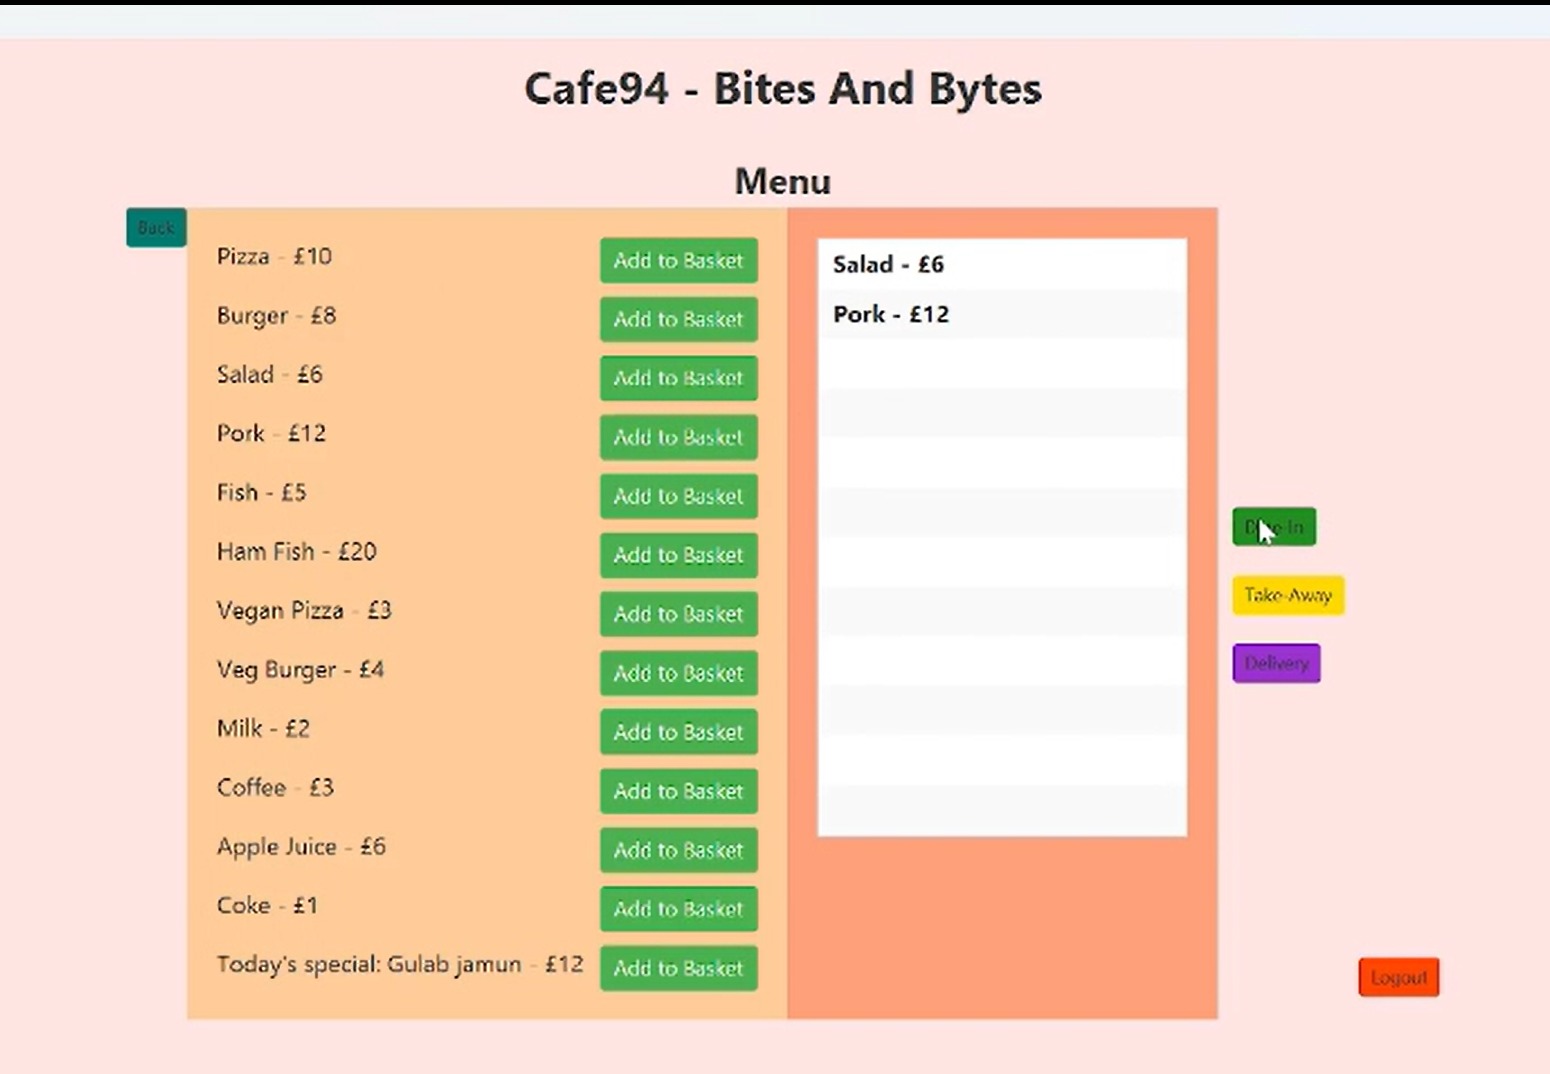 Cafe94 - Bites And Bytes
Menu
Back
Pizza - £10 Add to Basket
Burger - £8 Add to Basket
Salad - £6 Add to Basket
Pork - £12 Add to Basket
Fish - £5 Add to Basket
Ham Fish - £20 Add to Basket
Vegan Pizza - £3 Add to Basket
Veg Burger - £4 Add to Basket
Milk - £2 Add to Basket
Coffee - £3 Add to Basket
Apple Juice - £6 Add to Basket
Coke - £1 Add to Basket
Today's special: Gulab jamun - £12 Add to Basket
Salad - £6
Pork - £12
Dine-In
Take-Away
Delivery
Logout